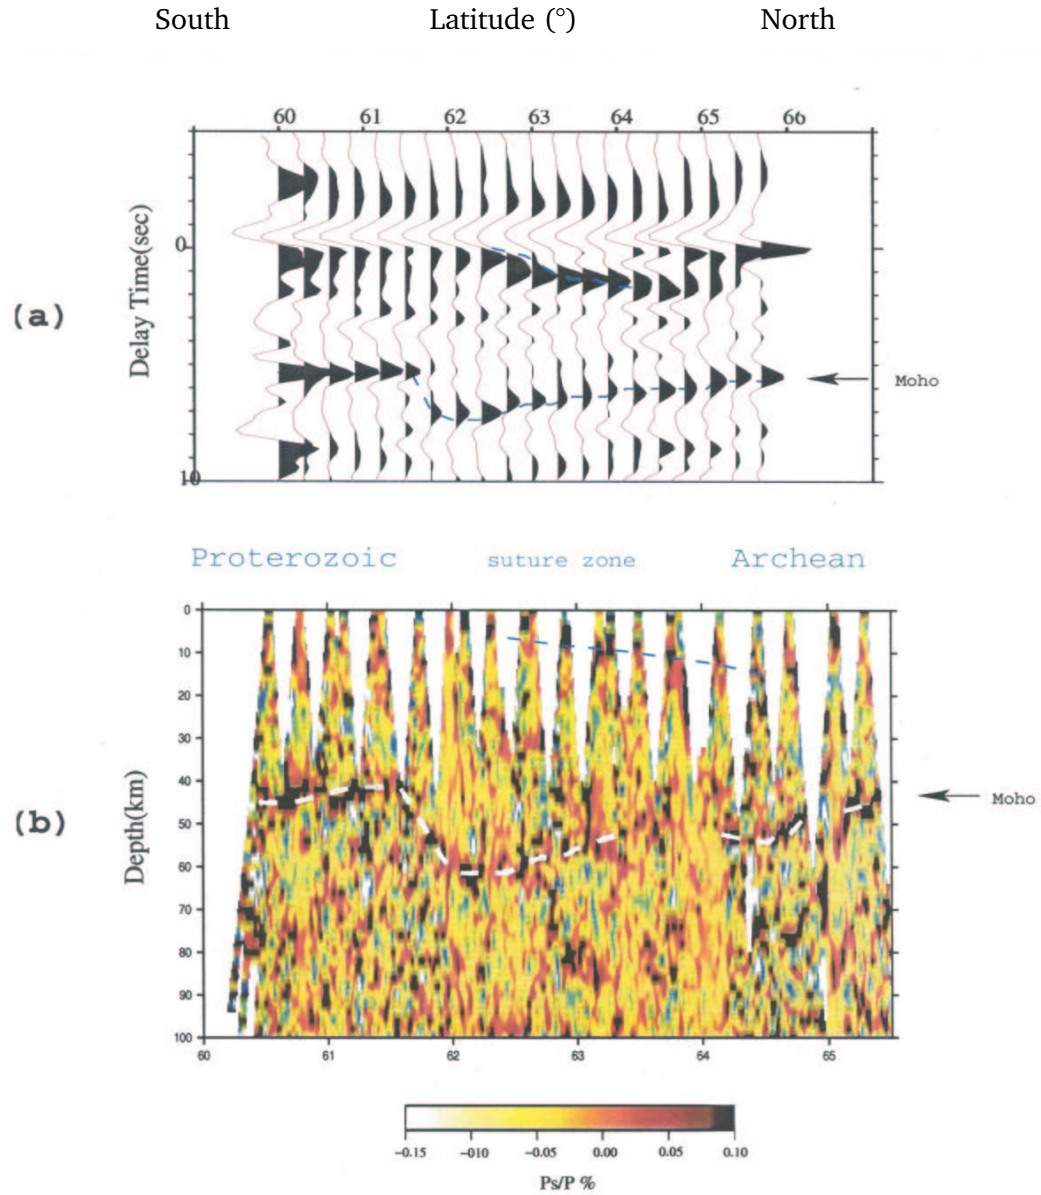 South Latitude (°) North
60 61 62 63 64 65 66
0
Delay Time(sec)
(a)
Moho
10
Proterozoic suture zone Archean
0
10
20
30
40
50
60
70
80
90
100
Depth(km)
(b)
Moho
60 61 62 63 64 65
-0.15 -010 -0.05 0.00 0.05 0.10
Ps/P %